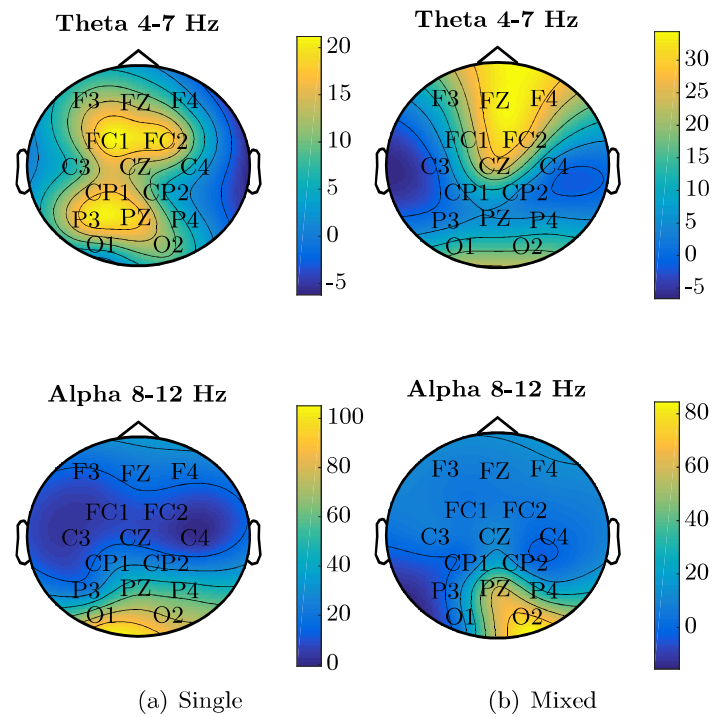 Theta 4-7 Hz
F3 FZ F4
FC1 FC2
C3 CZ C4
CP1 CP2
P3 PZ P4
O1 O2
20
15
10
5
0
-5
Theta 4-7 Hz
F3 FZ F4
FC1 FC2
C3 CZ C4
CP1 CP2
P3 PZ P4
O1 O2
30
25
20
15
10
5
0
-5
Alpha 8-12 Hz
F3 FZ F4
FC1 FC2
C3 CZ C4
CP1 CP2
P3 PZ P4
O1 O2
100
80
60
40
20
0
Alpha 8-12 Hz
F3 FZ F4
FC1 FC2
C3 CZ C4
CP1 CP2
P3 PZ P4
O1 O2
80
60
40
20
0
(a) Single
(b) Mixed